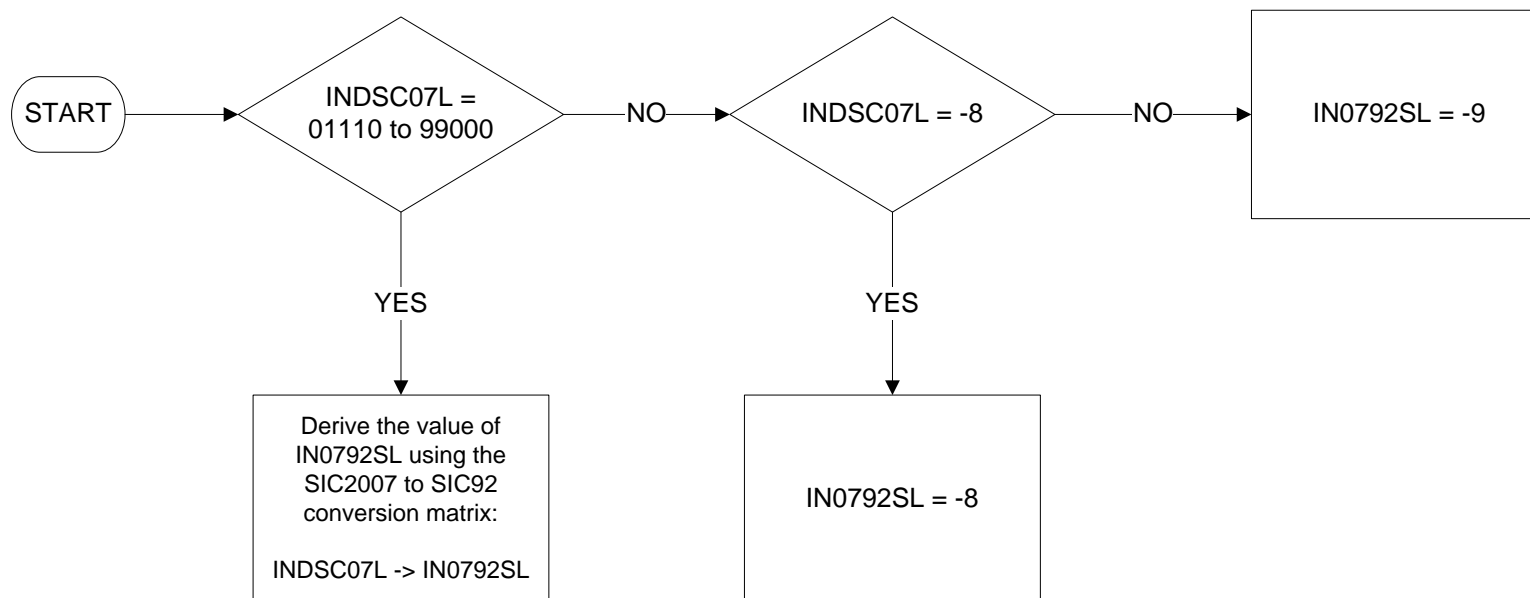 START
INDSC07L =
01110 to 99000
NO
INDSC07L = -8
NO
IN0792SL = -9
YES
YES
Derive the value of
IN0792SL using the
SIC2007 to SIC92
conversion matrix:
INDSC07L -> IN0792SL
IN0792SL = -8